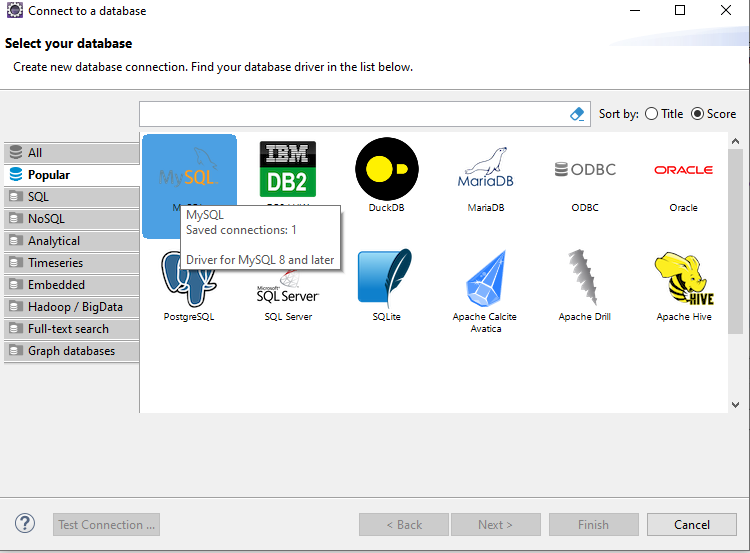 Connect to a database
Select your database
Create new database connection. Find your database driver in the list below.
Sort by: Title Score
All
Popular
SQL
NoSQL
Analytical
Timeseries
Embedded
Hadoop / BigData
Full-text search
Graph databases
MySQL
IBM
DB2
MariaDB
ODBC
ORACLE
DuckDB
MariaDB
ODBC
Oracle
MySQL
Saved connections: 1
Driver for MySQL 8 and later
Microsoft
SQL Server
HIVE
PostgreSQL
SQL Server
SQLite
Apache Calcite
Avatica
Apache Drill
Apache Hive
?
Test Connection ...
< Back
Next >
Finish
Cancel